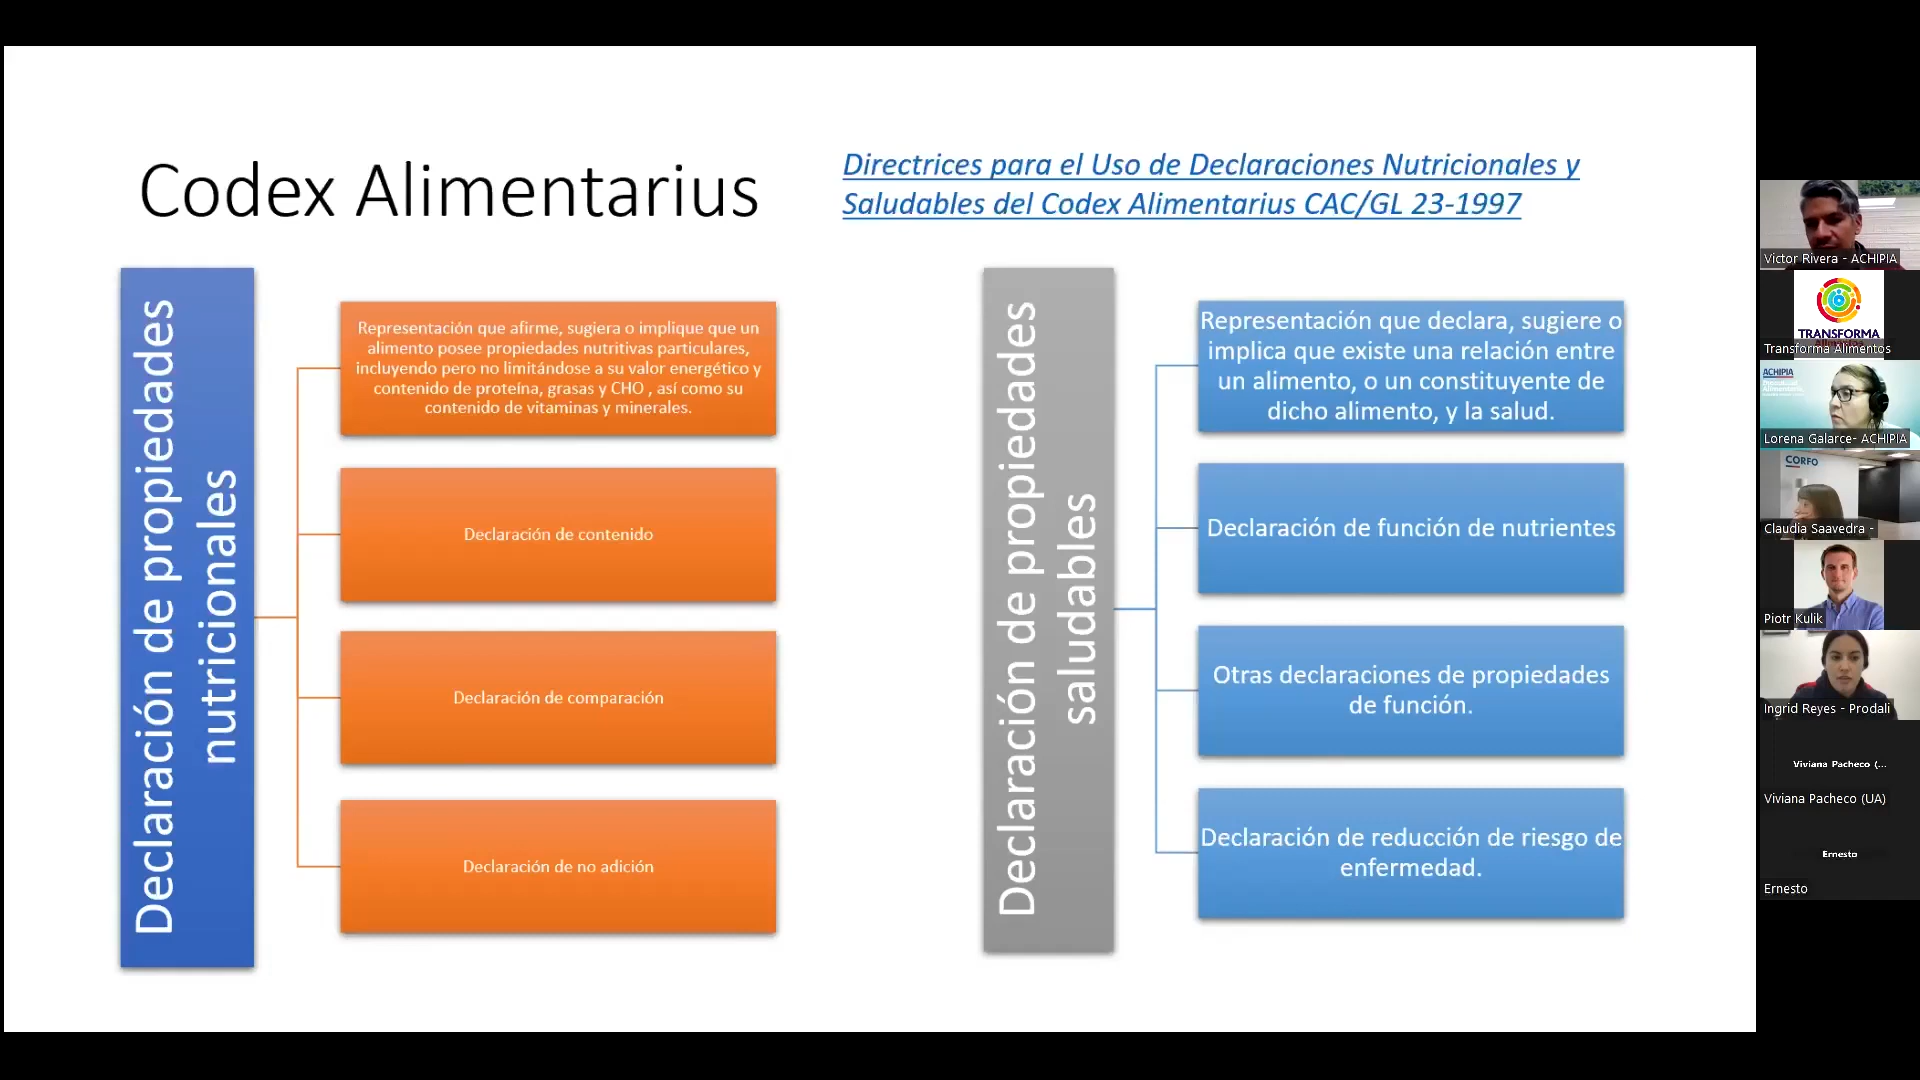 Codex Alimentarius
Directrices para el Uso de Declaraciones Nutricionales y
Saludables del Codex Alimentarius CAC/GL 23-1997
Declaración de propiedades
nutricionales
Representación que afirme, sugiera o implique que un
alimento posee propiedades nutritivas particulares,
incluyendo pero no limitándose a su valor energético y
contenido de proteína, grasas y CHO , así como su
contenido de vitaminas y minerales.
Declaración de contenido
Declaración de comparación
Declaración de no adición
Declaración de propiedades
saludables
Representación que declara, sugiere o
implica que existe una relación entre
un alimento, o un constituyente de
dicho alimento, y la salud.
Declaración de función de nutrientes
Otras declaraciones de propiedades
de función.
Declaración de reducción de riesgo de
enfermedad.
Victor Rivera - ACHIPIA
TRANSFORMA
Transforma Alimentos
ACHIPIA
Lorena Galarce- ACHIPIA
CORFO
Claudia Saavedra -
Piotr Kulik
Ingrid Reyes - Prodali
Viviana Pacheco (...
Viviana Pacheco (UA)
Ernesto
Ernesto